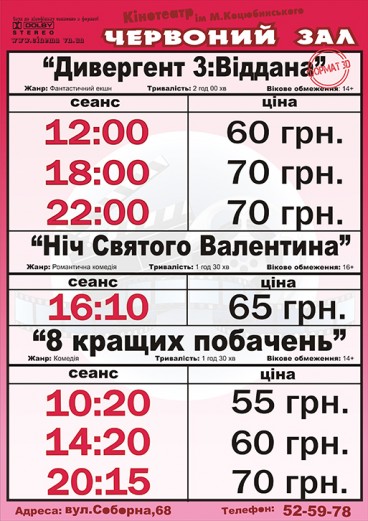 Кінотеатр ім М.Коцюбинського
DOLBY
STEREO
www.cinema.vn.ua
ЧЕРВОНИЙ ЗАЛ
“Дивергент 3:Віддана”
ФОРМАТ 3D
Жанр: Фантастичний екшн Тривалість: 2 год 00 хв Вікове обмеження: 14+
сеанс ціна
12:00 60 грн.
18:00 70 грн.
22:00 70 грн.
“Ніч Святого Валентина”
Жанр: Романтична комедія Тривалість: 1 год 30 хв Вікове обмеження: 16+
сеанс ціна
16:10 65 грн.
“8 кращих побачень”
Жанр: Комедія Тривалість: 1 год 30 хв Вікове обмеження: 14+
сеанс ціна
10:20 55 грн.
14:20 60 грн.
20:15 70 грн.
Адреса: вул.Соборна,68 Телефон: 52-59-78